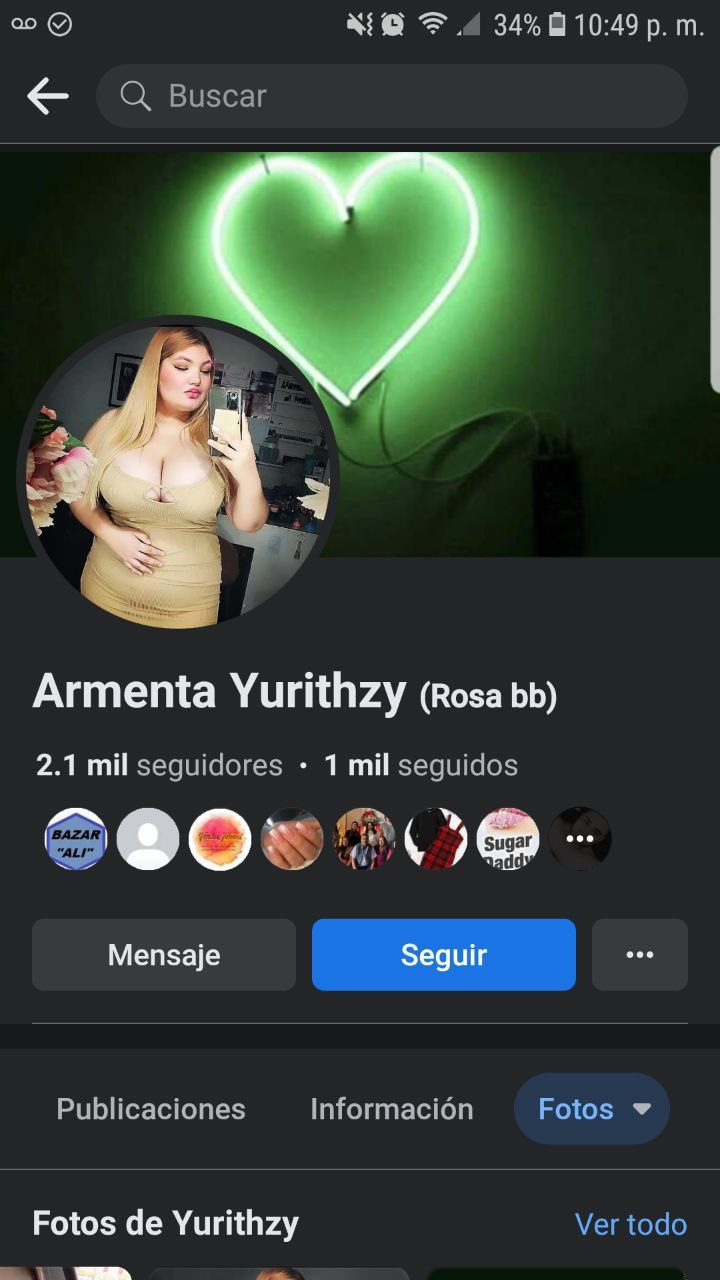 34% 10:49 p. m.
Buscar
Armenta Yurithzy (Rosa bb)
2.1 mil seguidores • 1 mil seguidos
BAZAR
"ALI"
Sugar
Daddy
Mensaje
Seguir
Publicaciones
Información
Fotos
Fotos de Yurithzy
Ver todo